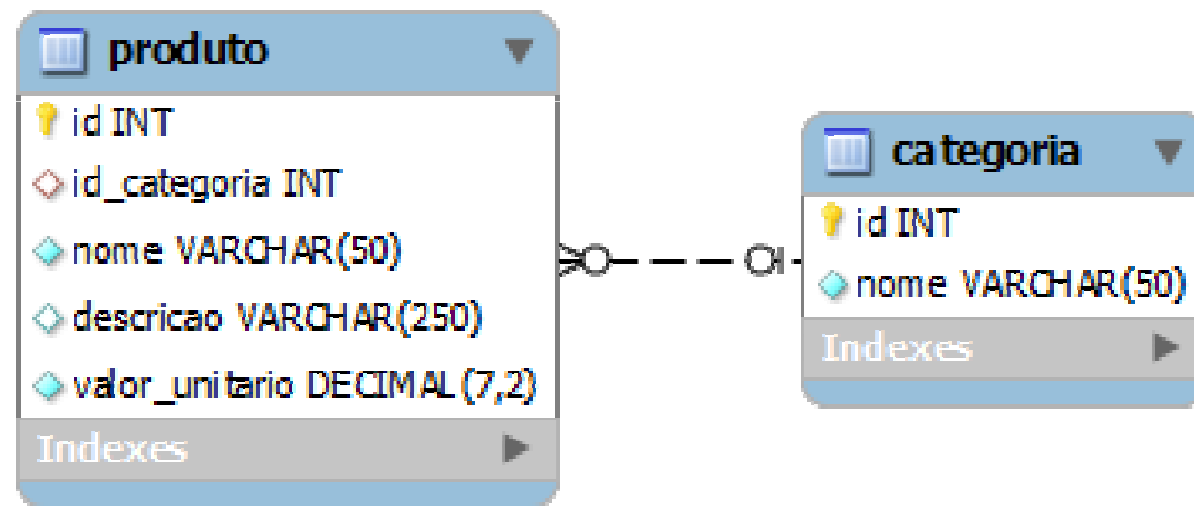 produto
id INT
id_categoria INT
nome VARCHAR(50)
descricao VARCHAR(250)
valor_unitario DECIMAL(7,2)
Indexes
categoria
id INT
nome VARCHAR(50)
Indexes